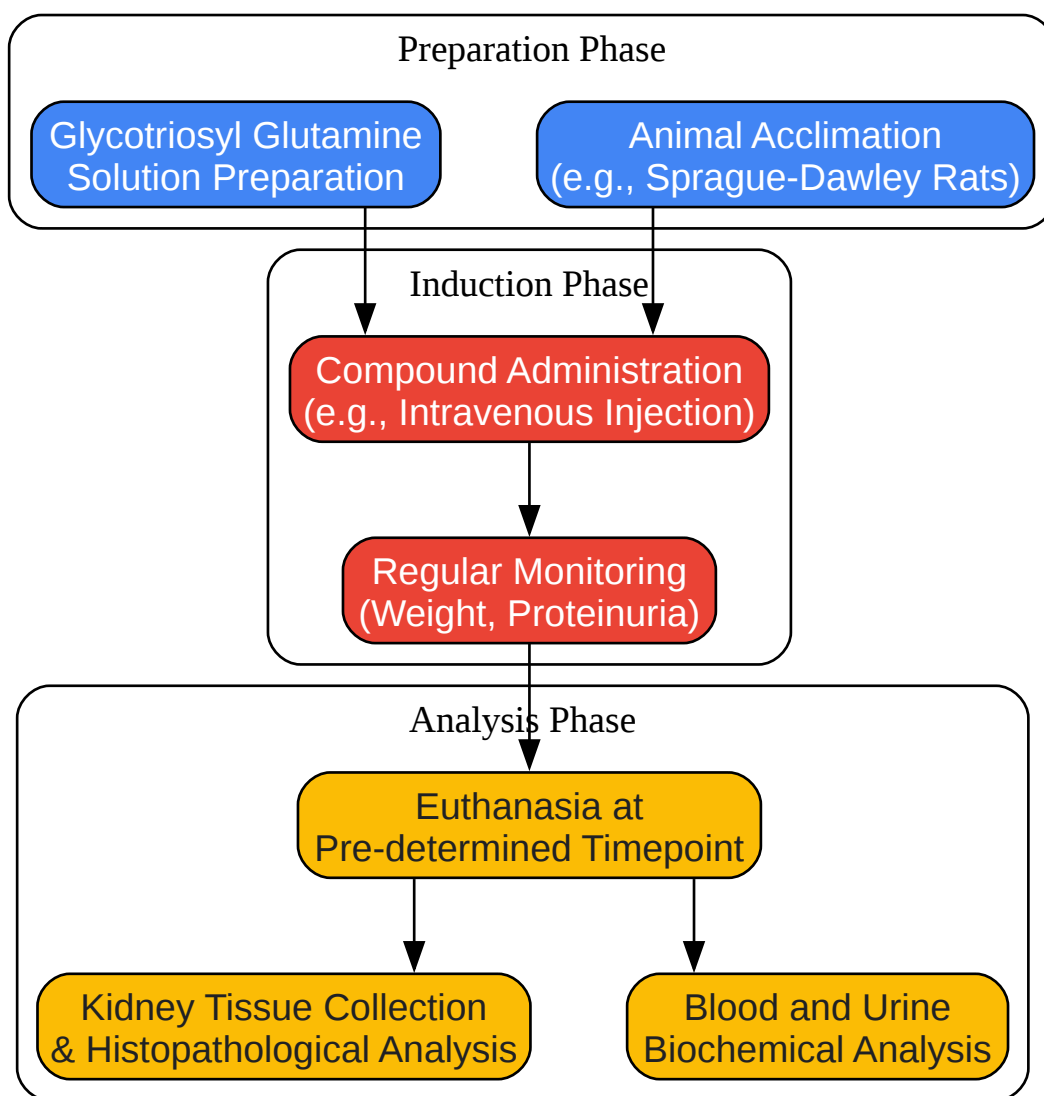 Preparation Phase
Glycotriosyl Glutamine
Solution Preparation
Animal Acclimation
(e.g., Sprague-Dawley Rats)
Induction Phase
Compound Administration
(e.g., Intravenous Injection)
Regular Monitoring
(Weight, Proteinuria)
Analysis Phase
Euthanasia at
Pre-determined Timepoint
Kidney Tissue Collection
& Histopathological Analysis
Blood and Urine
Biochemical Analysis